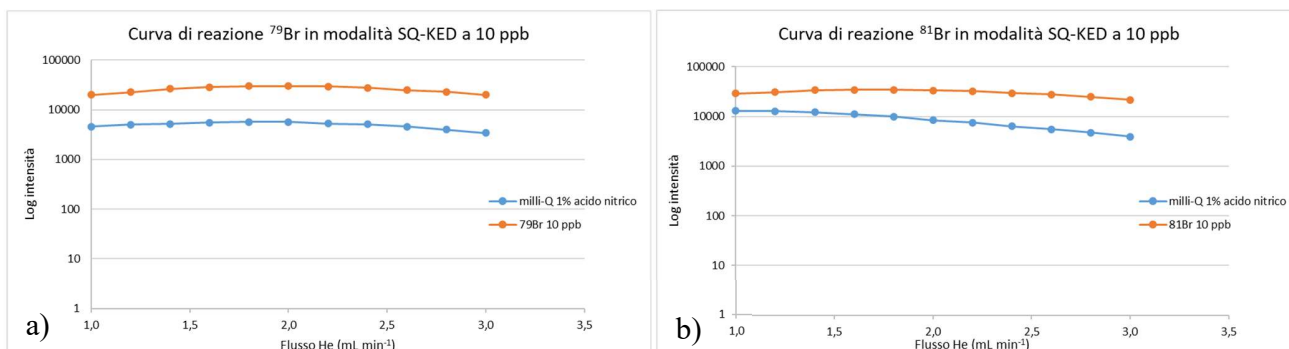 Curva di reazione ⁷⁹Br in modalità SQ-KED a 10 ppb
100000
10000
1000
100
10
1
Log intensità
milli-Q 1% acido nitrico
79Br 10 ppb
1,0 1,5 2,0 2,5 3,0 3,5
Flusso He (mL min⁻¹)
a)
Curva di reazione ⁸¹Br in modalità SQ-KED a 10 ppb
100000
10000
1000
100
10
1
Log intensità
milli-Q 1% acido nitrico
81Br 10 ppb
1,0 1,5 2,0 2,5 3,0 3,5
Flusso He (mL min⁻¹)
b)